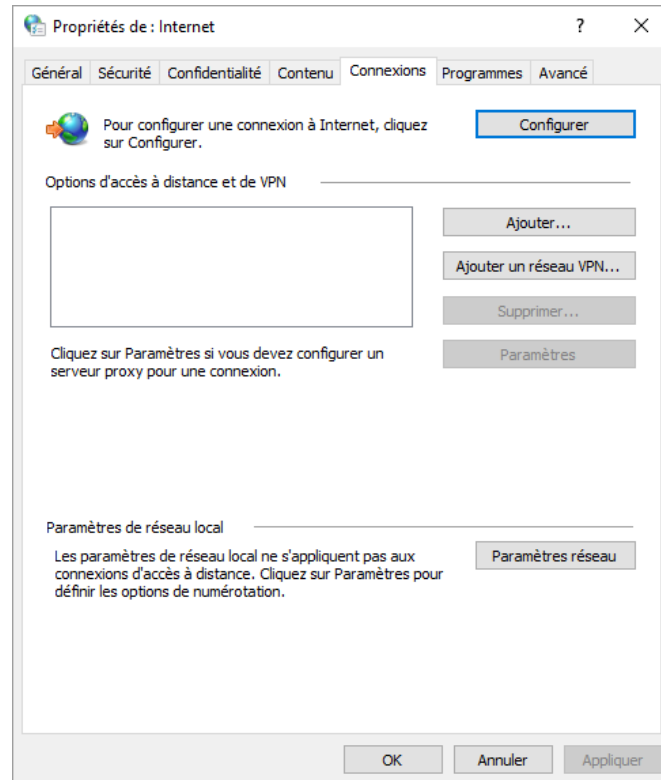 Propriétés de : Internet
?
Général Sécurité Confidentialité Contenu Connexions Programmes Avancé
Pour configurer une connexion à Internet, cliquez
sur Configurer.
Configurer
Options d'accès à distance et de VPN
Ajouter...
Ajouter un réseau VPN...
Supprimer...
Cliquez sur Paramètres si vous devez configurer un
serveur proxy pour une connexion.
Paramètres
Paramètres de réseau local
Les paramètres de réseau local ne s'appliquent pas aux
connexions d'accès à distance. Cliquez sur Paramètres pour
définir les options de numérotation.
Paramètres réseau
OK Annuler Appliquer